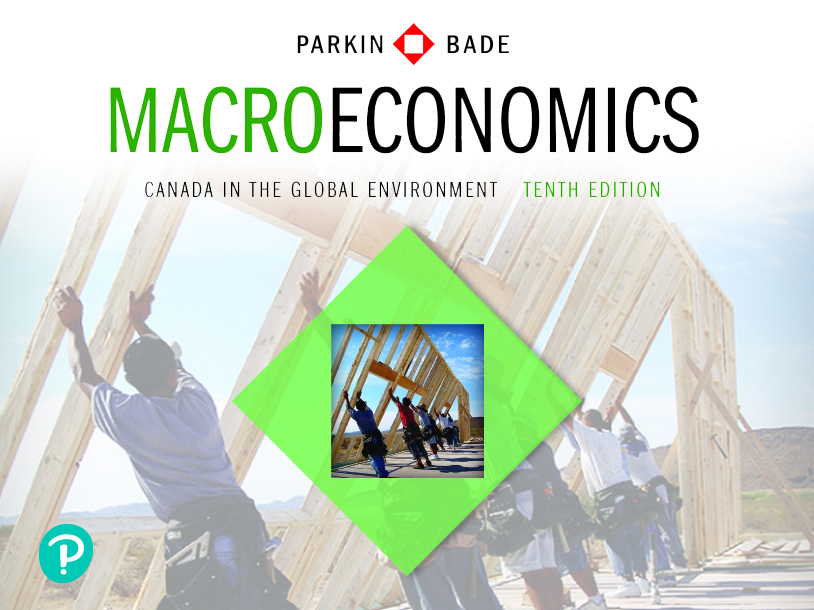 PARKIN BADE
MACROECONOMICS
CANADA IN THE GLOBAL ENVIRONMENT TENTH EDITION
P